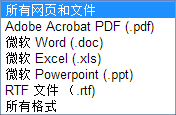 所有网页和文件
Adobe Acrobat PDF (.pdf)
微软 Word (.doc)
微软 Excel (.xls)
微软 Powerpoint (.ppt)
RTF 文件 （.rtf)
所有格式